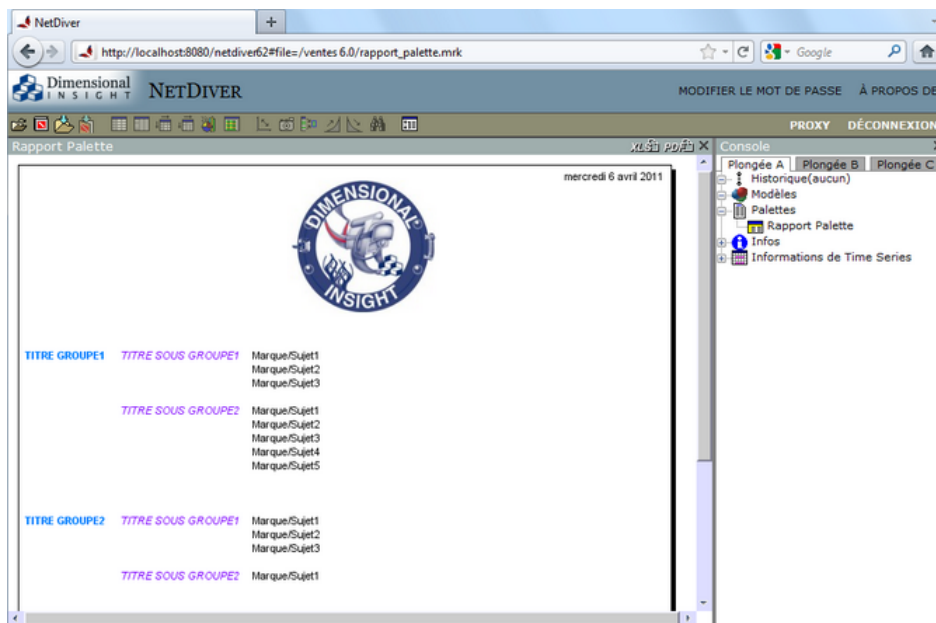 NetDiver
http://localhost:8080/netdiver62#file=/ventes 6.0/rapport_palette.mrk
Google
Dimensional
INSIGHT
NETDIVER
MODIFIER LE MOT DE PASSE À PROPOS DE
PROXY DÉCONNEXION
Rapport Palette
XLS PDF
Console
mercredi 6 avril 2011
DIMENSIONAL
INSIGHT
Plongée A Plongée B Plongée C
Historique(aucun)
Modèles
Palettes
Rapport Palette
Infos
Informations de Time Series
TITRE GROUPE1 TITRE SOUS GROUPE1 Marque/Sujet1
Marque/Sujet2
Marque/Sujet3
TITRE SOUS GROUPE2 Marque/Sujet1
Marque/Sujet2
Marque/Sujet3
Marque/Sujet4
Marque/Sujet5
TITRE GROUPE2 TITRE SOUS GROUPE1 Marque/Sujet1
Marque/Sujet2
Marque/Sujet3
TITRE SOUS GROUPE2 Marque/Sujet1